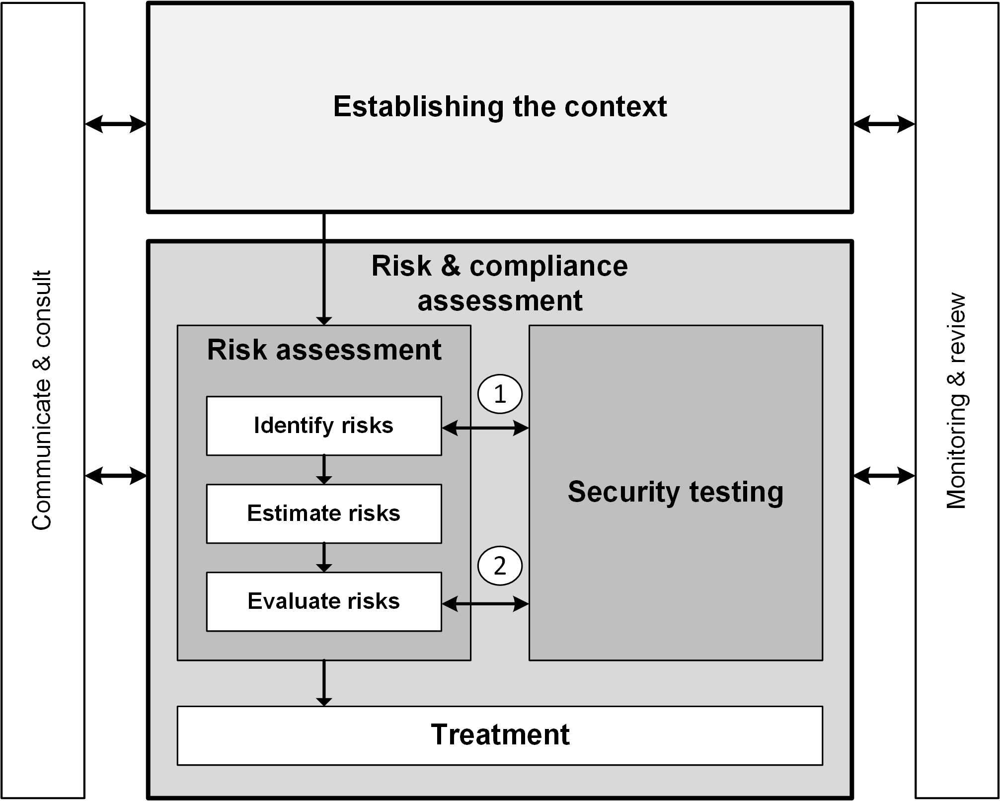 Communicate & consult
Establishing the context
Risk & compliance
assessment
Risk assessment
Identify risks
Estimate risks
Evaluate risks
1
2
Security testing
Treatment
Monitoring & review